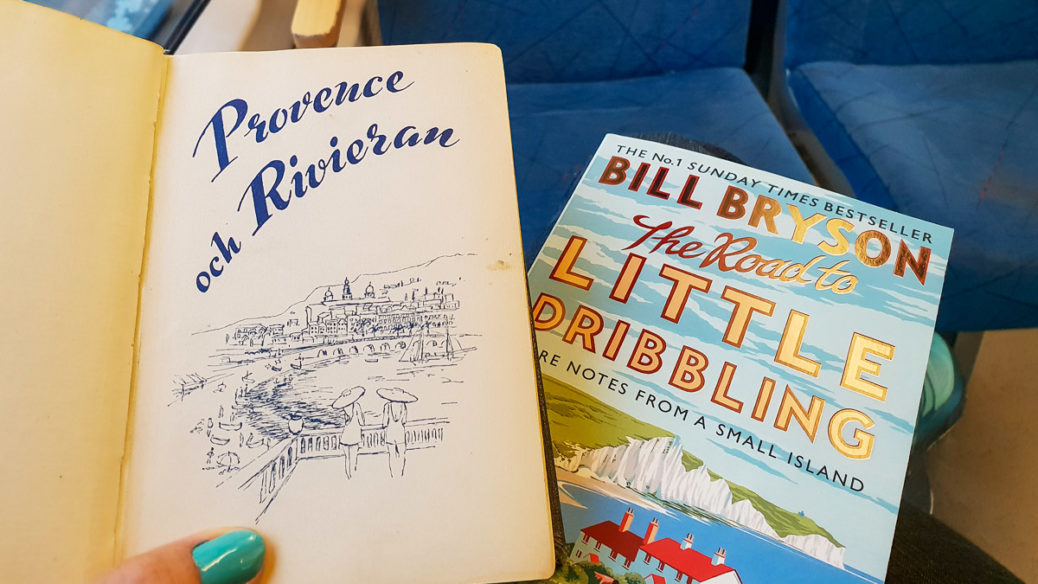 Provence
och Rivieran
THE No.1 SUNDAY TIMES BESTSELLER
BILL BRYSON
The Road to
LITTLE
DRIBBLING
RE NOTES FROM A SMALL ISLAND